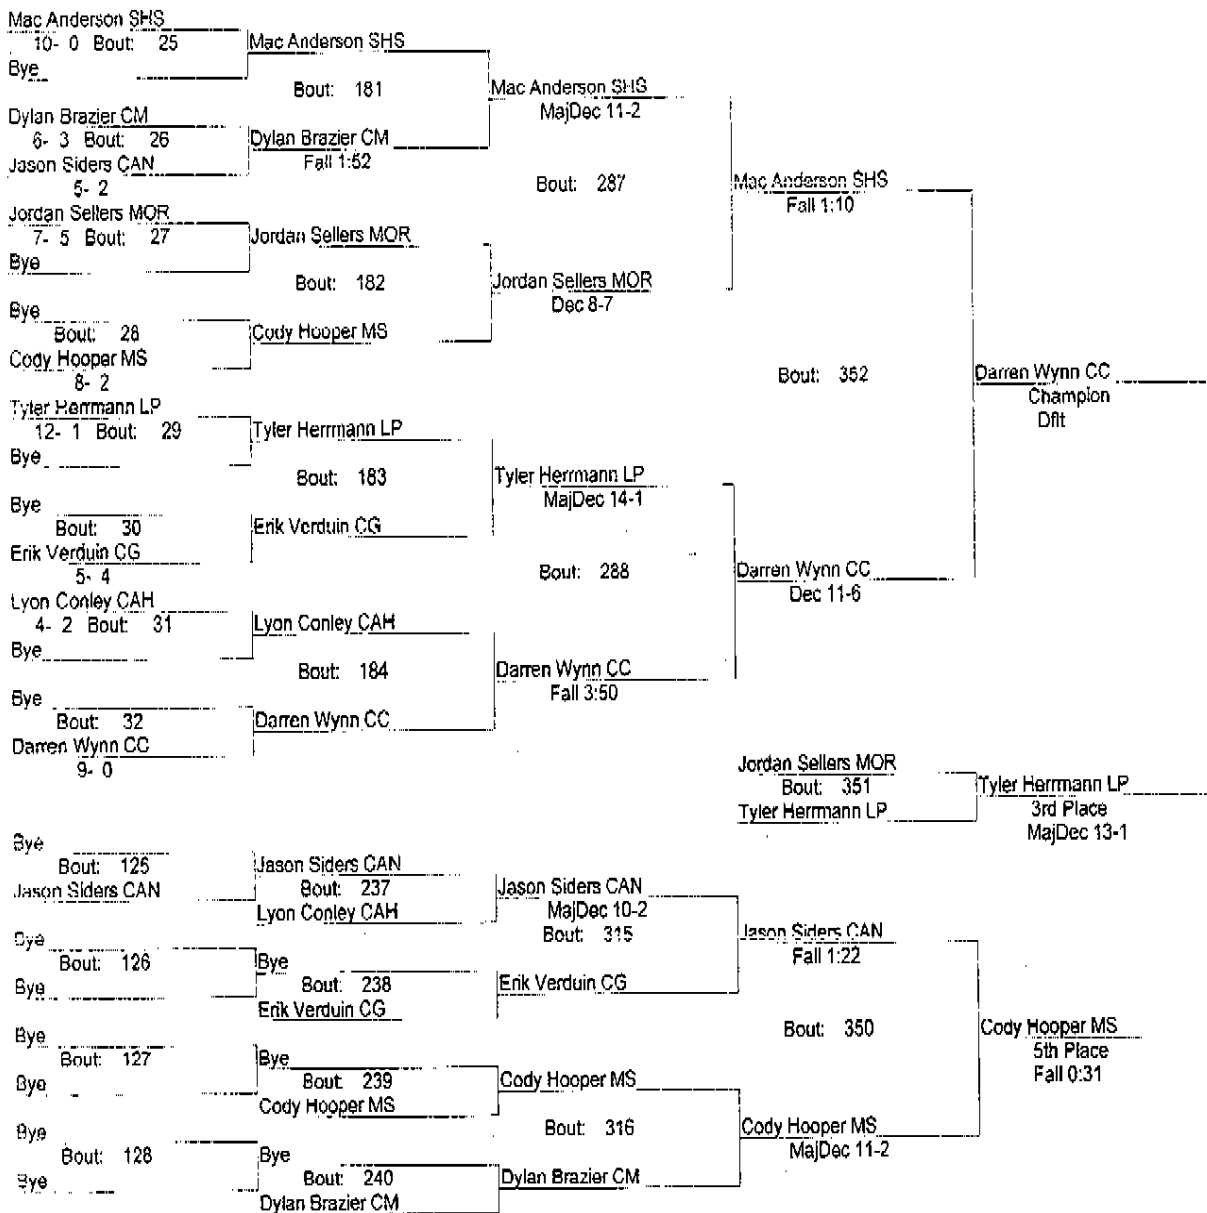 Mac Anderson SHS
10- 0 Bout: 25
Bye
Dylan Brazier CM
6- 3 Bout: 26
Jason Siders CAN
5- 2
Jordan Sellers MOR
7- 5 Bout: 27
Bye
Bye
Bout: 28
Cody Hooper MS
8- 2
Tyler Herrmann LP
12- 1 Bout: 29
Bye
Bye
Bout: 30
Erik Verduin CG
5- 4
Lyon Conley CAH
4- 2 Bout: 31
Bye
Bye
Bout: 32
Darren Wynn CC
9- 0
Mac Anderson SHS
Bout: 181
Dylan Brazier CM
Fall 1:52
Jordan Sellers MOR
Bout: 182
Cody Hooper MS
Tyler Herrmann LP
Bout: 183
Erik Verduin CG
Lyon Conley CAH
Bout: 184
Darren Wynn CC
Mac Anderson SHS
MajDec 11-2
Bout: 287
Jordan Sellers MOR
Dec 8-7
Tyler Herrmann LP
MajDec 14-1
Bout: 288
Darren Wynn CC
Fall 3:50
Mac Anderson SHS
Fall 1:10
Bout: 352
Darren Wynn CC
Dec 11-6
Darren Wynn CC
Champion
Dflt
Jordan Sellers MOR
Bout: 351
Tyler Herrmann LP
Tyler Herrmann LP
3rd Place
MajDec 13-1
Bye
Bout: 125
Jason Siders CAN
Bye
Bout: 126
Bye
Bye
Bout: 127
Bye
Bye
Bout: 128
Bye
Jason Siders CAN
Bout: 237
Lyon Conley CAH
Bye
Bout: 238
Erik Verduin CG
Bye
Bout: 239
Cody Hooper MS
Bye
Bout: 240
Dylan Brazier CM
Jason Siders CAN
MajDec 10-2
Bout: 315
Erik Verduin CG
Cody Hooper MS
Bout: 316
Dylan Brazier CM
Jason Siders CAN
Fall 1:22
Bout: 350
Cody Hooper MS
MajDec 11-2
Cody Hooper MS
5th Place
Fall 0:31